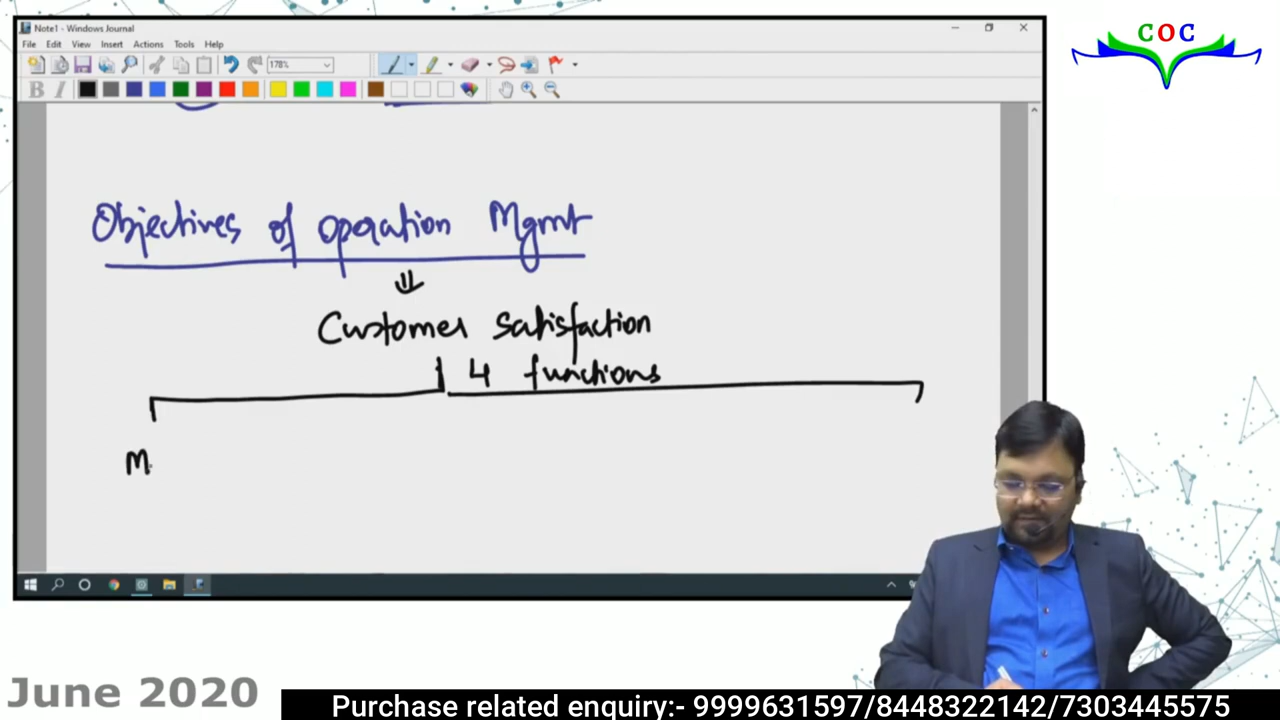 Note1 - Windows Journal
File Edit View Insert Actions Tools Help
178%
B I
COC
Objectives of operation Mgmt
⇓
Customer Satisfaction
4 functions
M
June 2020
Purchase related enquiry:- 9999631597/8448322142/7303445575